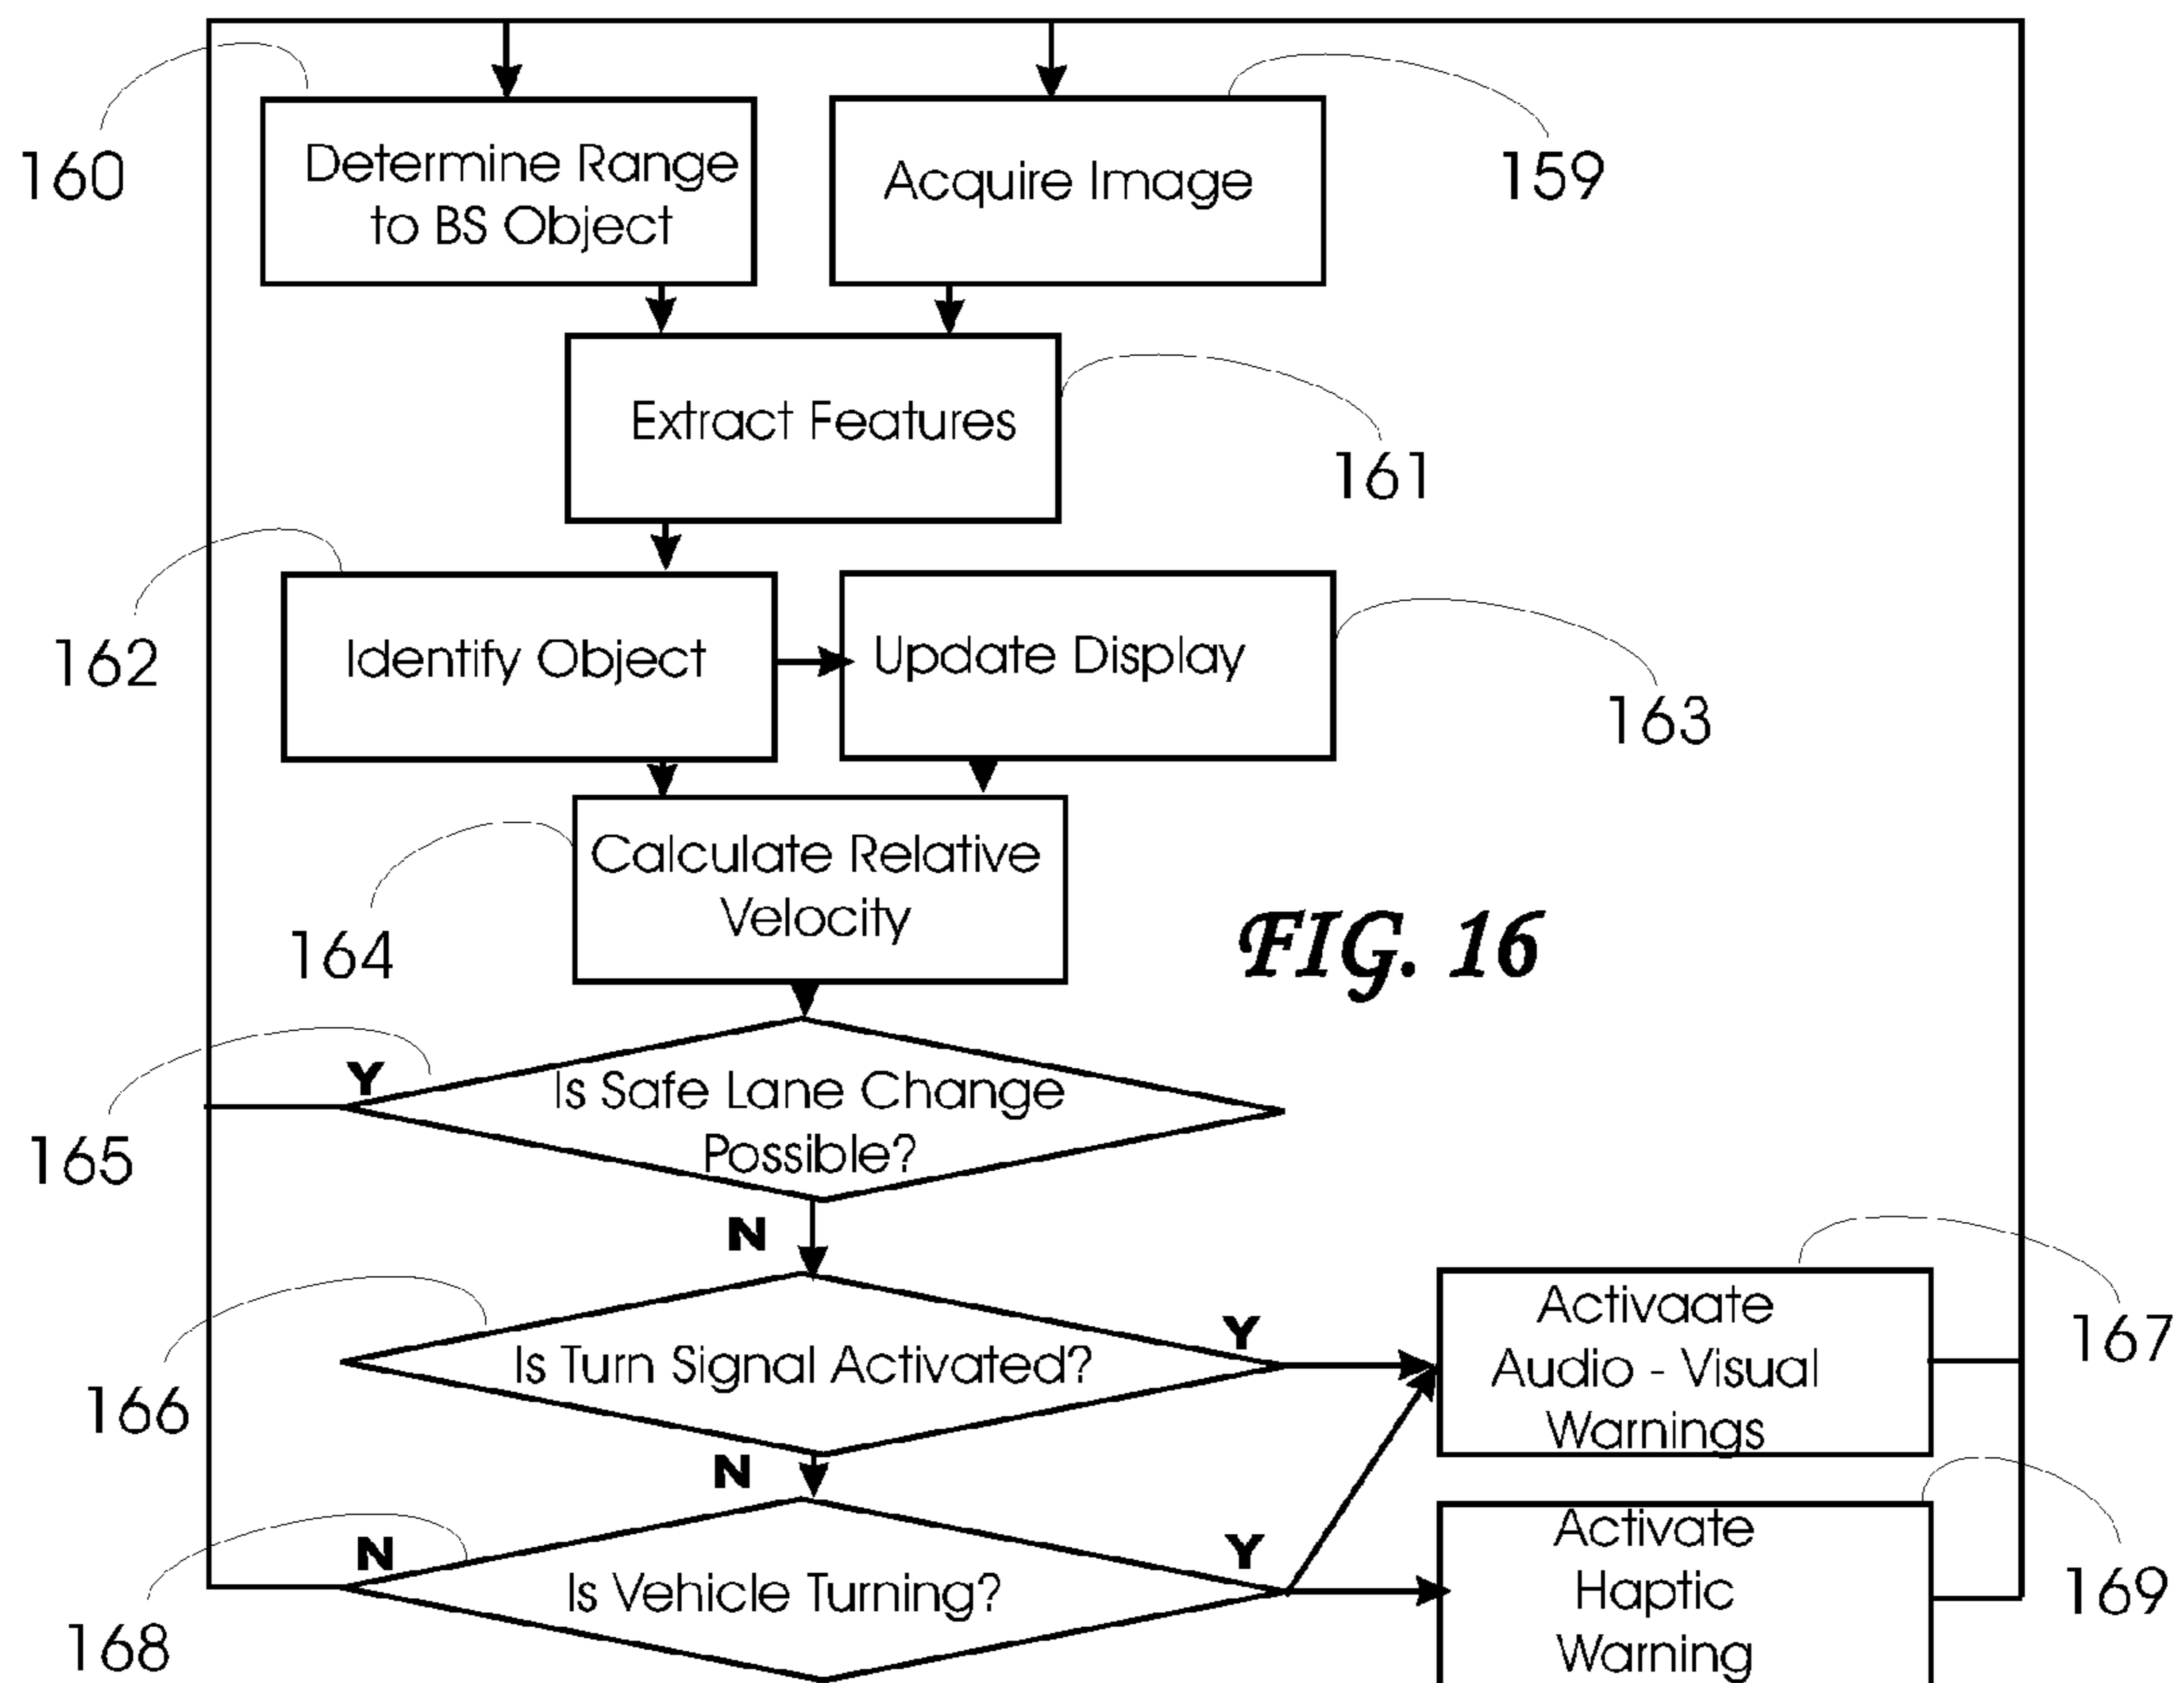 160
Determine Range
to BS Object
Acquire Image
159
Extract Features
161
162
Identify Object
Update Display
163
Calculate Relative
Velocity
164
FIG. 16
Y
Is Safe Lane Change
Possible?
165
N
166
Is Turn Signal Activated?
Y
Activaate
Audio - Visual
Warnings
167
N
168
N
Is Vehicle Turning?
Y
Activate
Haptic
Warning
169